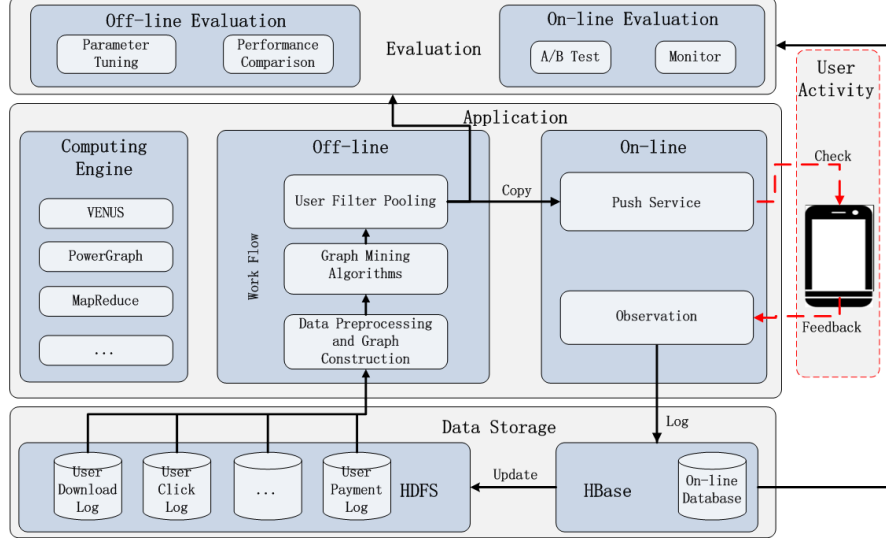 Off-line Evaluation
Parameter
Tuning
Performance
Comparison
Evaluation
On-line Evaluation
A/B Test
Monitor
User
Activity
Check
Feedback
Application
Computing
Engine
VENUS
PowerGraph
MapReduce
...
Off-line
Work Flow
User Filter Pooling
Graph Mining
Algorithms
Data Preprocessing
and Graph
Construction
Copy
On-line
Push Service
Observation
Log
Data Storage
User
Download
Log
User
Click
Log
...
User
Payment
Log
HDFS
Update
HBase
On-line
Database